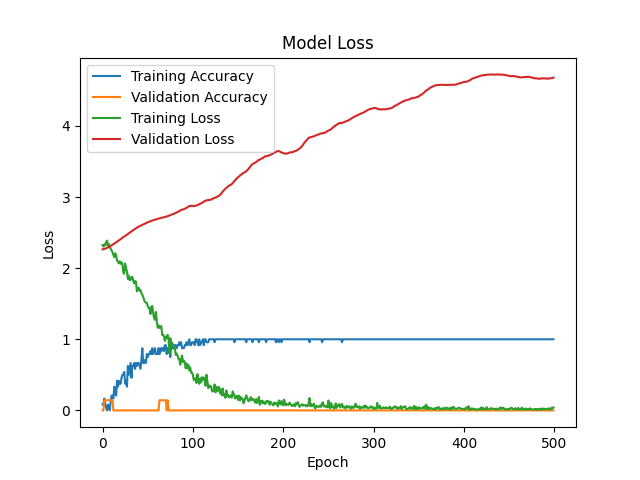 Model Loss
Training Accuracy
Validation Accuracy
Training Loss
Validation Loss
Loss
4
3
2
1
0
0 100 200 300 400 500
Epoch